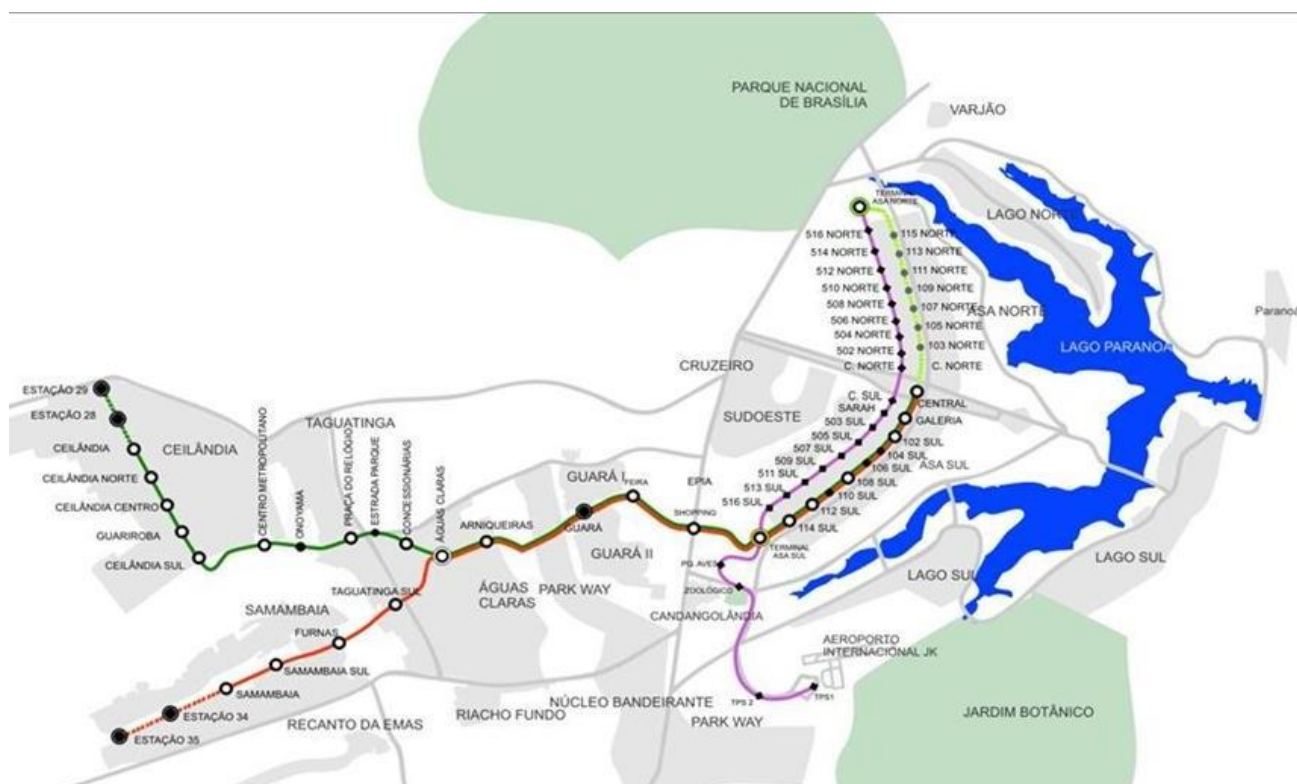 PARQUE NACIONAL
DE BRASÍLIA
VARJÃO
TERMINAL
ASA NORTE
LAGO NORTE
516 NORTE
115 NORTE
514 NORTE
113 NORTE
512 NORTE
111 NORTE
510 NORTE
109 NORTE
508 NORTE
107 NORTE
ASA NORTE
506 NORTE
105 NORTE
504 NORTE
103 NORTE
502 NORTE
C. NORTE
C. NORTE
LAGO PARANOA
Paranoá
CRUZEIRO
SUDOESTE
C. SUL
SARAH
CENTRAL
503 SUL
GALERIA
505 SUL
102 SUL
507 SUL
104 SUL
509 SUL
106 SUL
ASA SUL
511 SUL
108 SUL
513 SUL
110 SUL
516 SUL
112 SUL
114 SUL
TERMINAL
ASA SUL
ESTAÇÃO 29
ESTAÇÃO 28
CEILÂNDIA
CEILÂNDIA
CEILÂNDIA NORTE
CEILÂNDIA CENTRO
GUARIROBA
CEILÂNDIA SUL
TAGUATINGA
CENTRO METROPOLITANO
ONOYAMA
PRAÇA DO RELÓGIO
ESTRADA PARQUE
CONCESSIONÁRIAS
ÁGUAS CLARAS
ARNIQUEIRAS
GUARÁ I
FEIRA
GUARÁ
GUARÁ II
EPIA
SHOPPING
TAGUATINGA SUL
SAMAMBAIA
FURNAS
SAMAMBAIA SUL
SAMAMBAIA
ESTAÇÃO 34
ESTAÇÃO 35
ÁGUAS
CLARAS
PARK WAY
PQ. AVES
ZOOLÓGICO
CANDANGOLÂNDIA
LAGO SUL
LAGO SUL
AEROPORTO
INTERNACIONAL JK
TPS 2
TPS1
NÚCLEO BANDEIRANTE
RIACHO FUNDO
RECANTO DA EMAS
PARK WAY
JARDIM BOTÂNICO